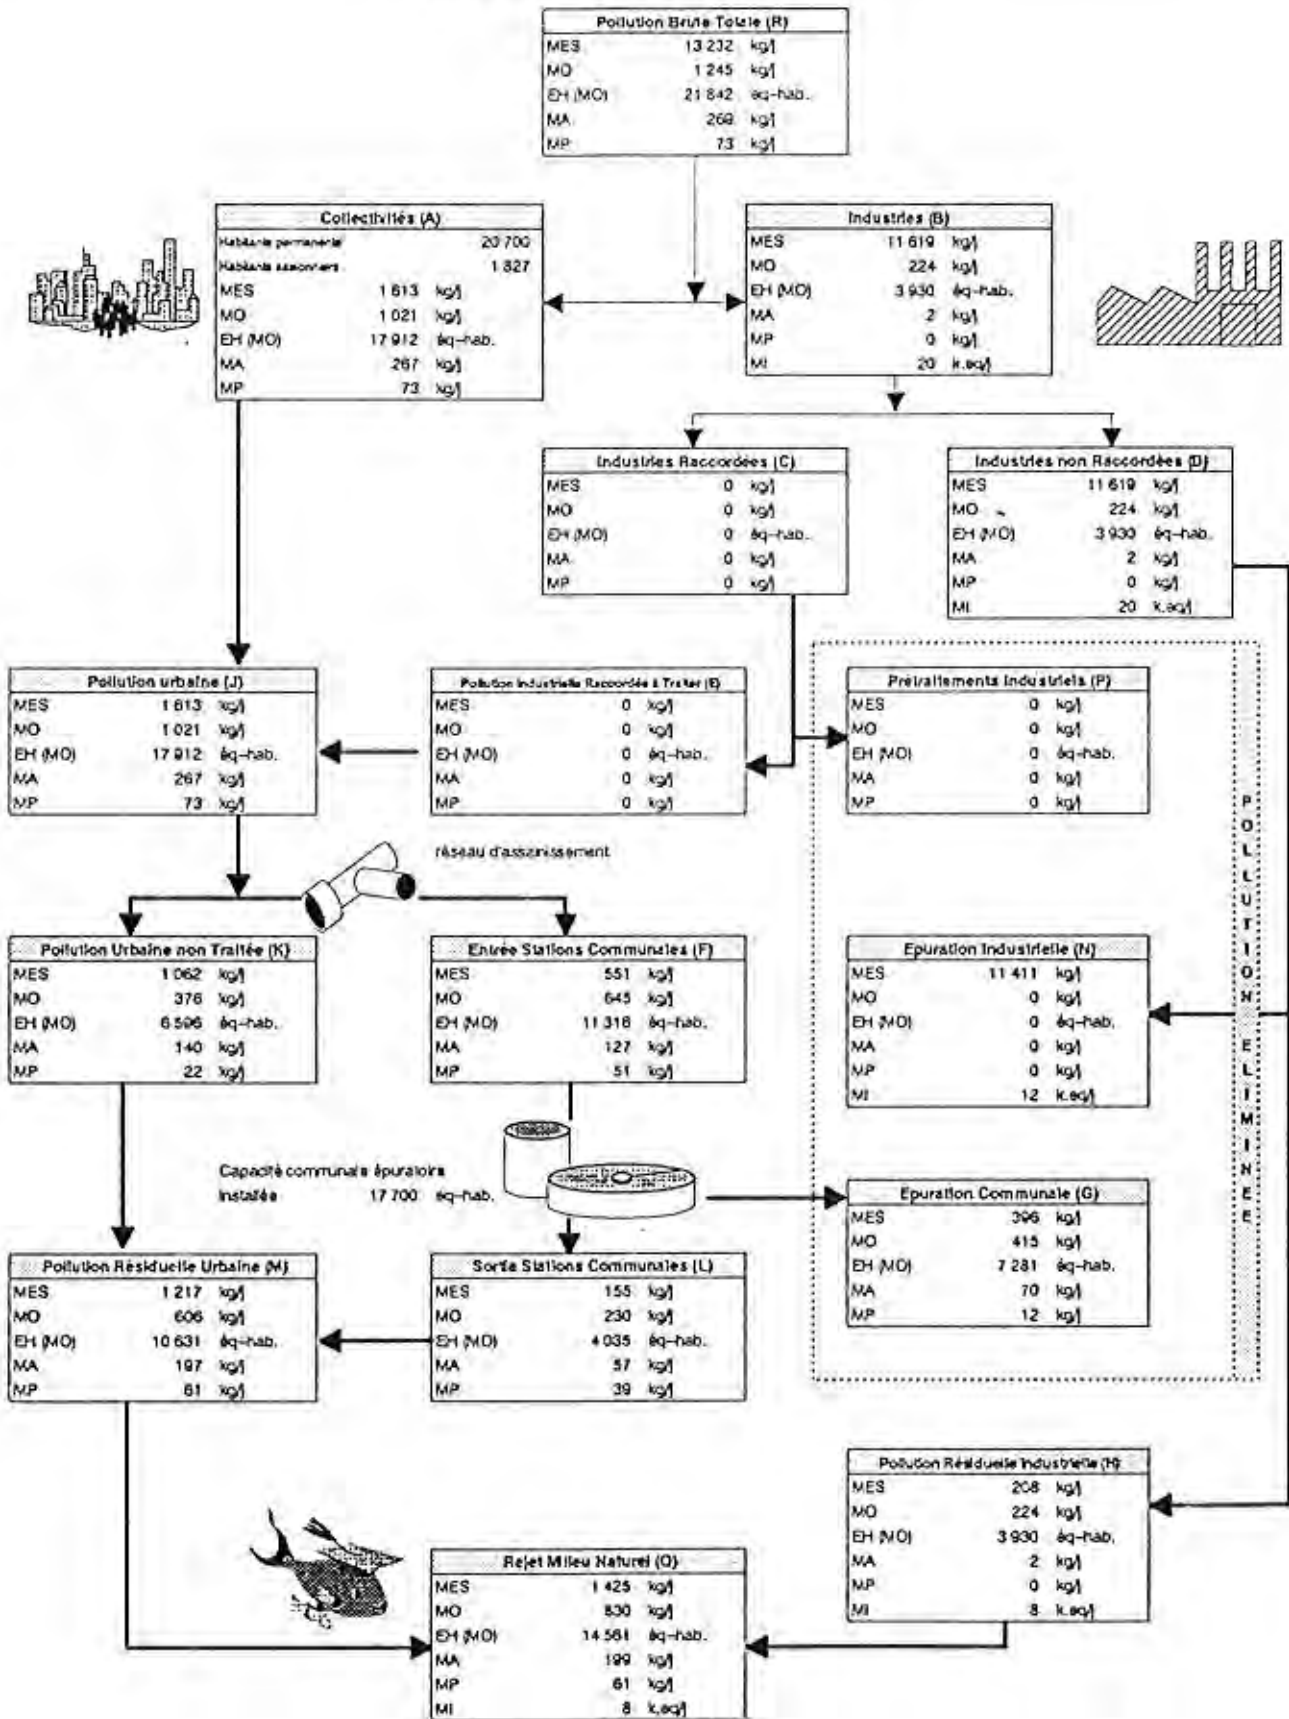 Pollution Brute Totale (R)
MES 13 232 kg/j
MO 1 245 kg/j
EH (MO) 21 842 éq-hab.
MA 269 kg/j
MP 73 kg/j
Collectivités (A)
Habitants permanents 20 700
Habitants saisonniers 1 827
MES 1 613 kg/j
MO 1 021 kg/j
EH (MO) 17 912 éq-hab.
MA 267 kg/j
MP 73 kg/j
Industries (B)
MES 11 619 kg/j
MO 224 kg/j
EH (MO) 3 930 éq-hab.
MA 2 kg/j
MP 0 kg/j
MI 20 k.eq/j
Industries Raccordées (C)
MES 0 kg/j
MO 0 kg/j
EH (MO) 0 éq-hab.
MA 0 kg/j
MP 0 kg/j
Industries non Raccordées (D)
MES 11 619 kg/j
MO 224 kg/j
EH (MO) 3 930 éq-hab.
MA 2 kg/j
MP 0 kg/j
MI 20 k.eq/j
Pollution urbaine (J)
MES 1 613 kg/j
MO 1 021 kg/j
EH (MO) 17 912 éq-hab.
MA 267 kg/j
MP 73 kg/j
Pollution Industrielle Raccordée à Traiter (E)
MES 0 kg/j
MO 0 kg/j
EH (MO) 0 éq-hab.
MA 0 kg/j
MP 0 kg/j
Prétraitements Industriels (P)
MES 0 kg/j
MO 0 kg/j
EH (MO) 0 éq-hab.
MA 0 kg/j
MP 0 kg/j
POLLUTION ELIMINEE
réseau d'assainissement
Pollution Urbaine non Traitée (K)
MES 1 062 kg/j
MO 376 kg/j
EH (MO) 6 596 éq-hab.
MA 140 kg/j
MP 22 kg/j
Entrée Stations Communales (F)
MES 551 kg/j
MO 645 kg/j
EH (MO) 11 316 éq-hab.
MA 127 kg/j
MP 51 kg/j
Epuration Industrielle (N)
MES 11 411 kg/j
MO 0 kg/j
EH (MO) 0 éq-hab.
MA 0 kg/j
MP 0 kg/j
MI 12 k.eq/j
Capacité communale épuratoire
installée 17 700 éq-hab.
Epuration Communale (G)
MES 396 kg/j
MO 415 kg/j
EH (MO) 7 281 éq-hab.
MA 70 kg/j
MP 12 kg/j
Pollution Résiduelle Urbaine (M)
MES 1 217 kg/j
MO 606 kg/j
EH (MO) 10 631 éq-hab.
MA 197 kg/j
MP 61 kg/j
Sortie Stations Communales (L)
MES 155 kg/j
MO 230 kg/j
EH (MO) 4 035 éq-hab.
MA 57 kg/j
MP 39 kg/j
Pollution Résiduelle Industrielle (H)
MES 208 kg/j
MO 224 kg/j
EH (MO) 3 930 éq-hab.
MA 2 kg/j
MP 0 kg/j
MI 8 k.eq/j
Rejet Milieu Naturel (Q)
MES 1 425 kg/j
MO 830 kg/j
EH (MO) 14 561 éq-hab.
MA 199 kg/j
MP 61 kg/j
MI 8 k.eq/j